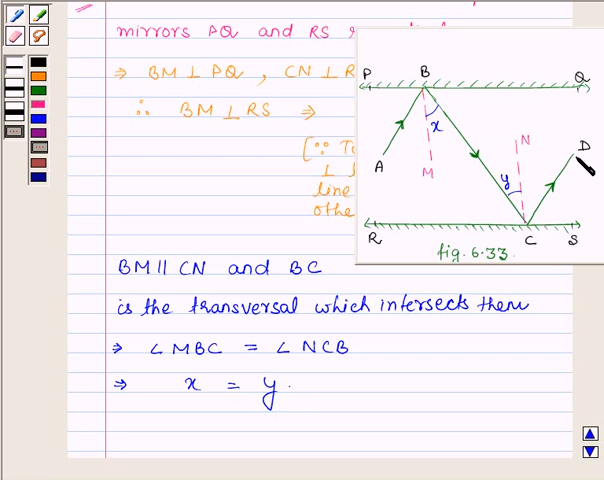 mirrors PQ and RS
⇒ BM ⊥ PQ , CN ⊥ R
∴ BM ⊥ RS ⇒
[∵
⊥
line
othe
BM || CN and BC
is the transversal which intersects them
⇒ ∠MBC = ∠NCB
⇒ x = y.
P B Q
x
A M
N D
y
R C S
fig. 6.33